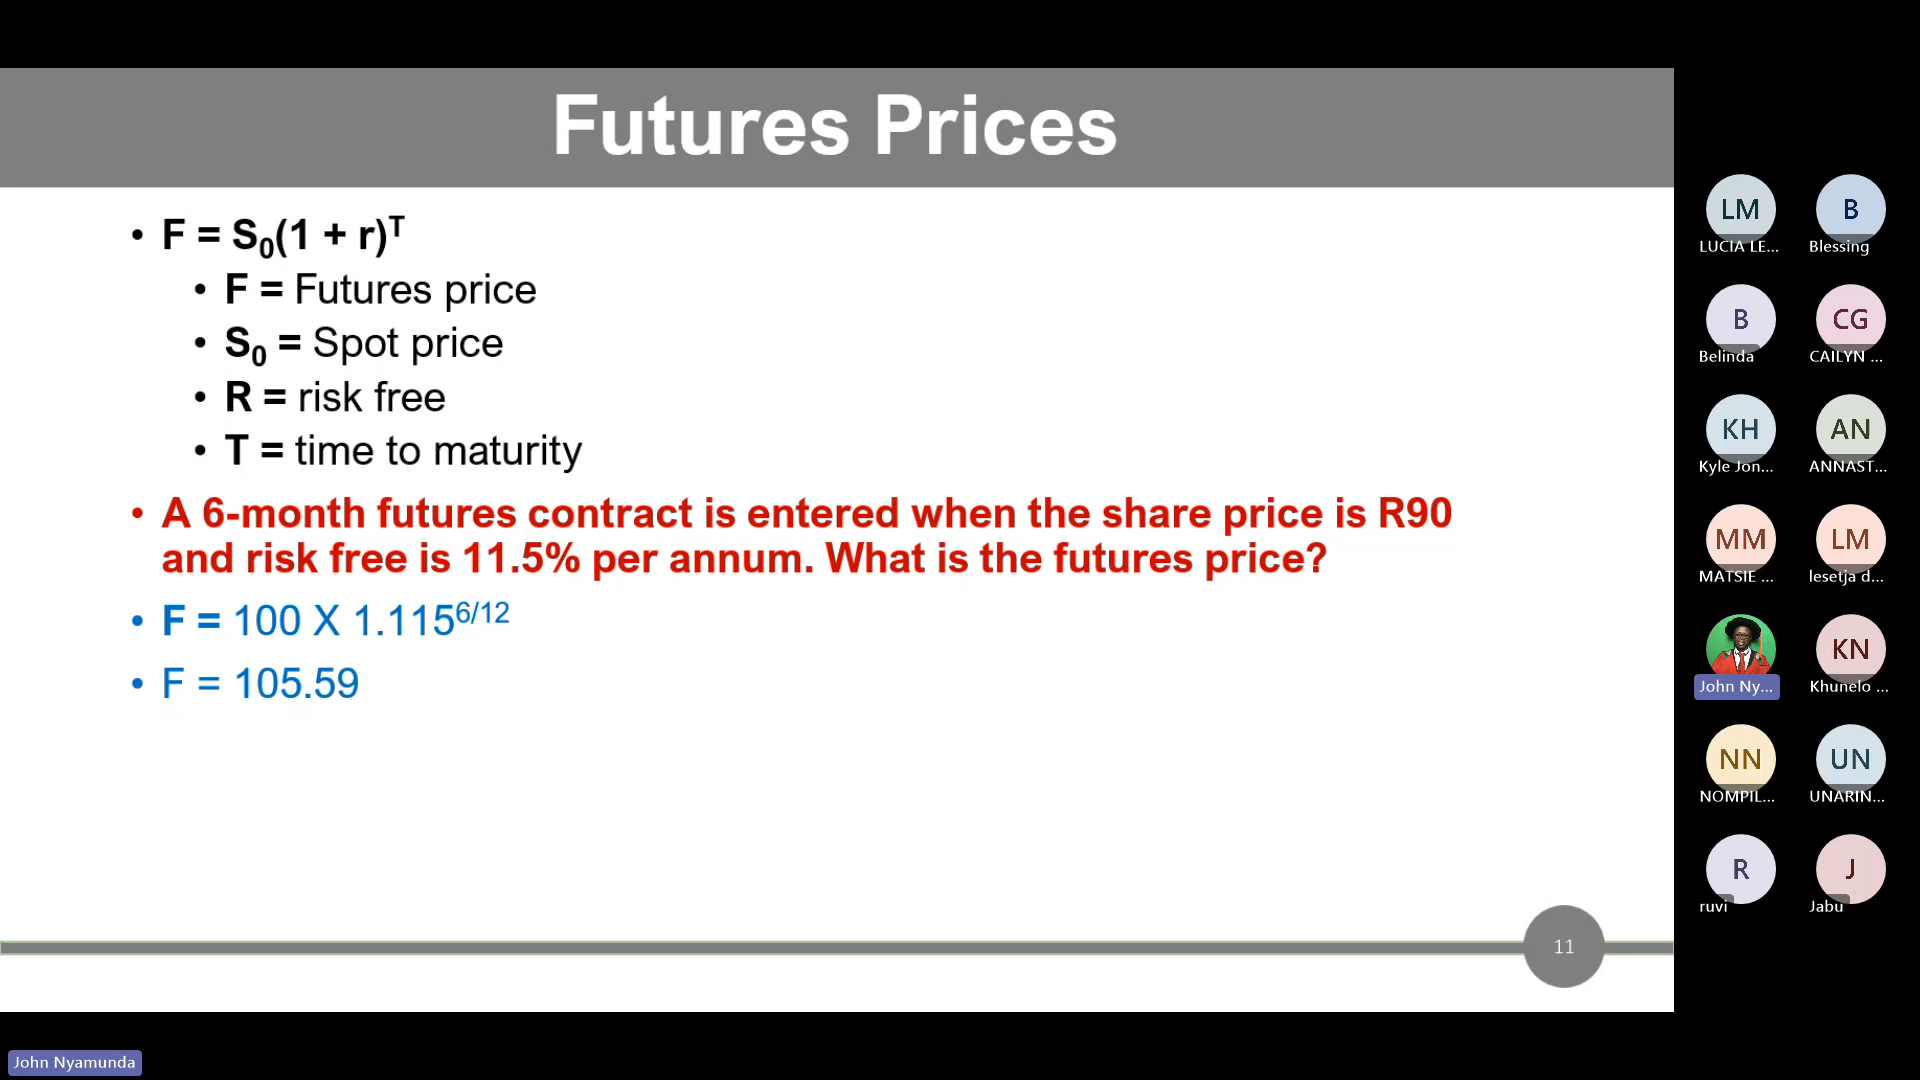 Futures Prices
• F = S₀(1 + r)ᵀ
• F = Futures price
• S₀ = Spot price
• R = risk free
• T = time to maturity
• A 6-month futures contract is entered when the share price is R90
and risk free is 11.5% per annum. What is the futures price?
• F = 100 X 1.115⁶/¹²
• F = 105.59
11
LM
LUCIA LE...
B
Blessing
B
Belinda
CG
CAILYN ...
KH
Kyle Jon...
AN
ANNAST...
MM
MATSIE ...
LM
lesetja d...
John Ny...
KN
Khunelo ...
NN
NOMPIL...
UN
UNARIN...
R
ruvi
J
Jabu
John Nyamunda